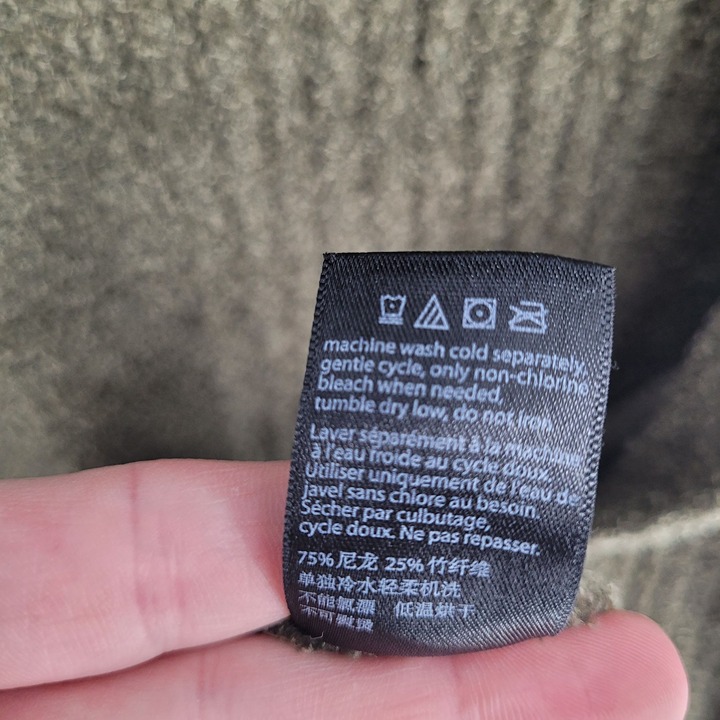 machine wash cold separately,
gentle cycle, only non-chlorine
bleach when needed,
tumble dry low, do not iron.
Laver séparément à la machine
à l'eau froide au cycle doux.
Utiliser uniquement de l'eau de
Javel sans chlore au besoin.
Sécher par culbutage,
cycle doux. Ne pas repasser.
75% 尼龙 25% 竹纤维
单独冷水轻柔机洗
不能氯漂 低温烘干
不可熨烫